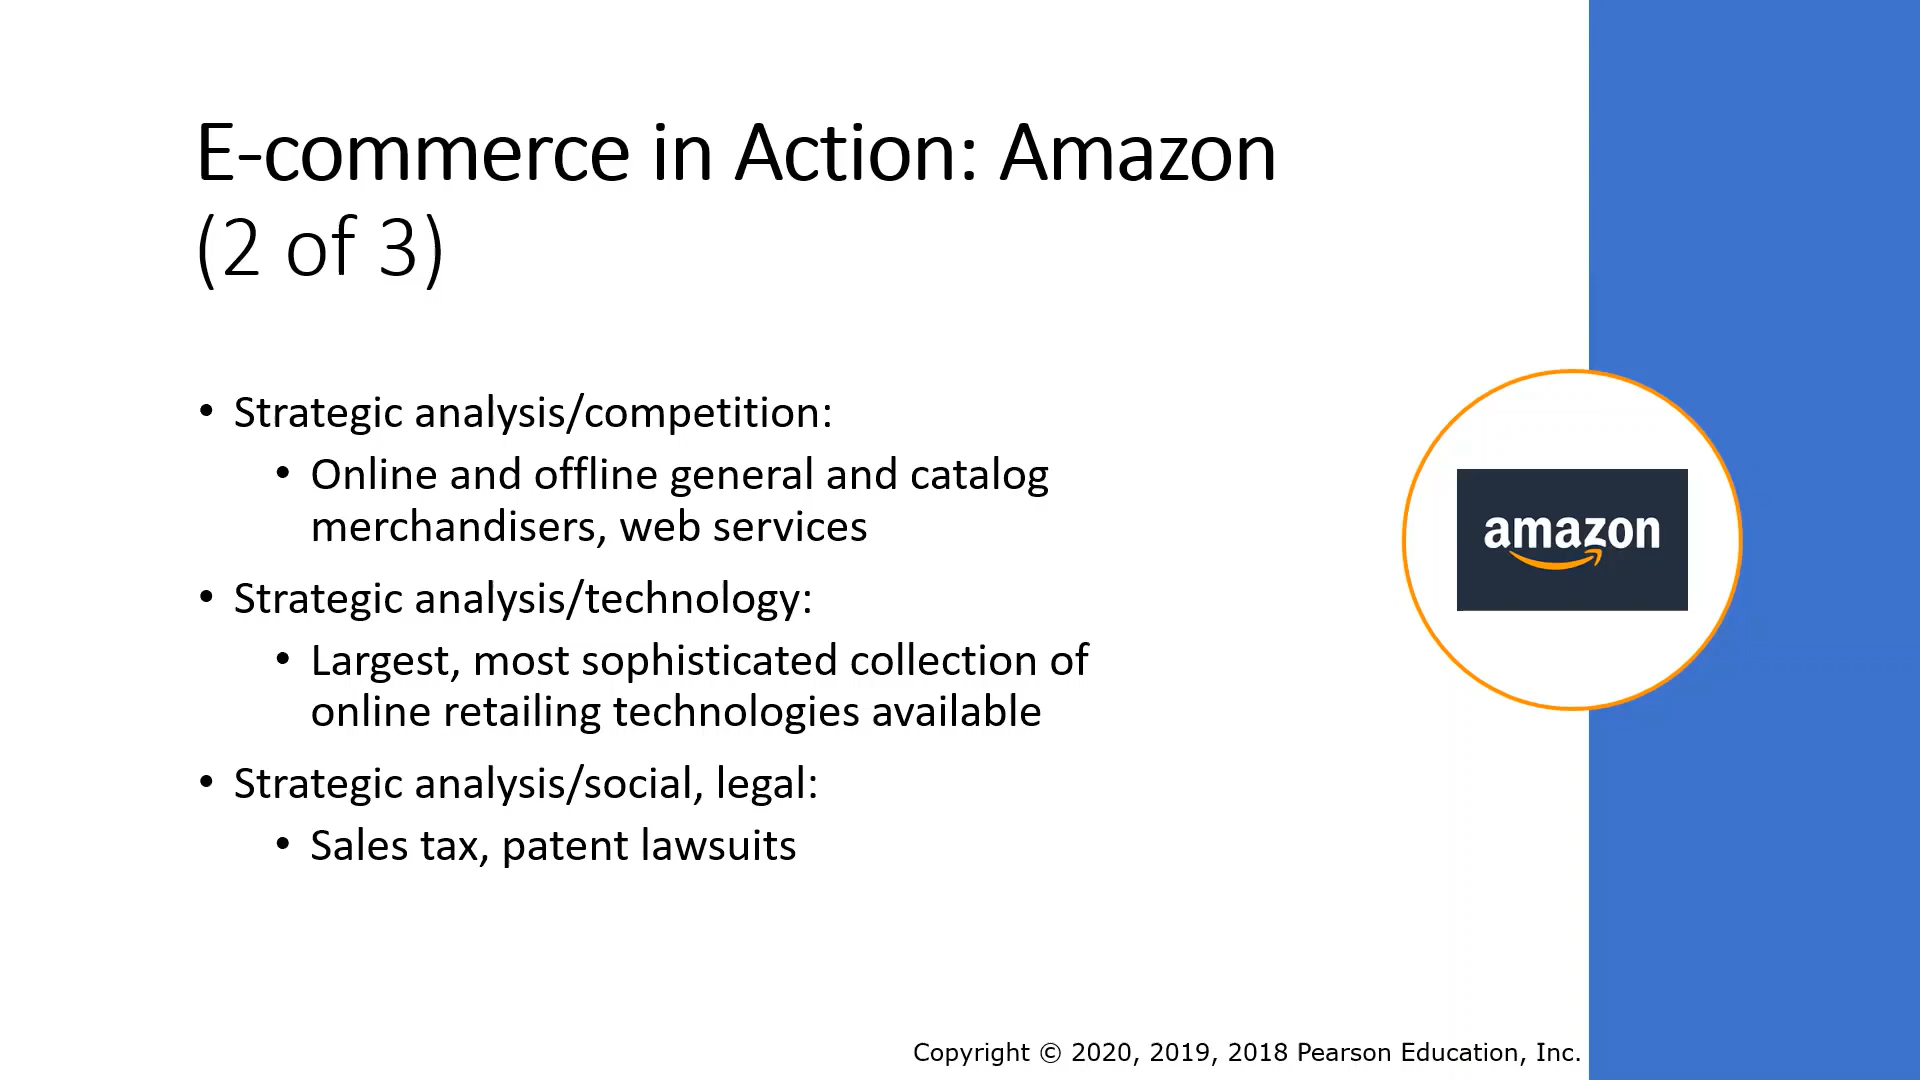 E-commerce in Action: Amazon
(2 of 3)
• Strategic analysis/competition:
• Online and offline general and catalog
merchandisers, web services
• Strategic analysis/technology:
• Largest, most sophisticated collection of
online retailing technologies available
• Strategic analysis/social, legal:
• Sales tax, patent lawsuits
amazon
Copyright © 2020, 2019, 2018 Pearson Education, Inc.